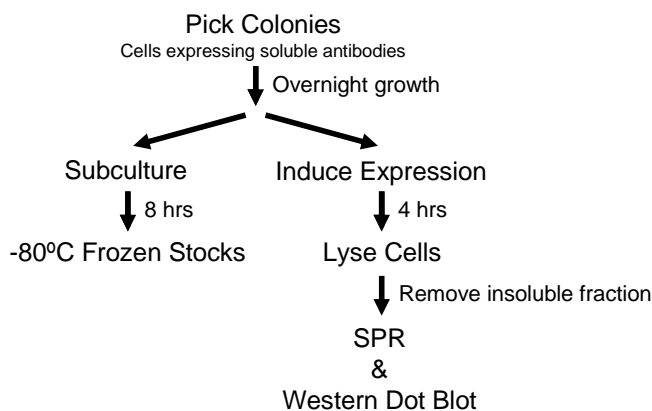 Pick Colonies
Cells expressing soluble antibodies
Overnight growth
Subculture
Induce Expression
8 hrs
4 hrs
-80ºC Frozen Stocks
Lyse Cells
Remove insoluble fraction
SPR
&
Western Dot Blot